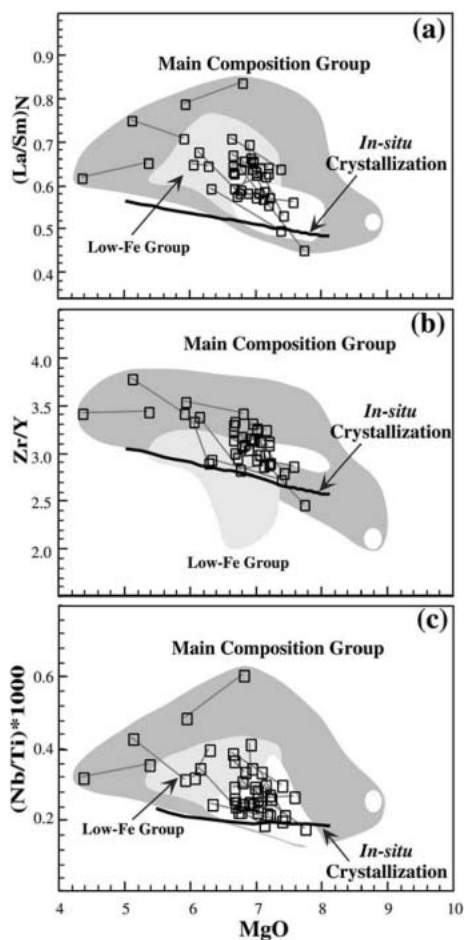 (a)
Main Composition Group
In-situ
Crystallization
Low-Fe Group
(La/Sm)N
0.9
0.8
0.7
0.6
0.5
0.4
(b)
Main Composition Group
In-situ
Crystallization
Low-Fe Group
Zr/Y
4.0
3.5
3.0
2.5
2.0
(c)
Main Composition Group
Low-Fe Group
In-situ
Crystallization
(Nb/Ti)*1000
0.6
0.4
0.2
4 5 6 7 8 9 10
MgO